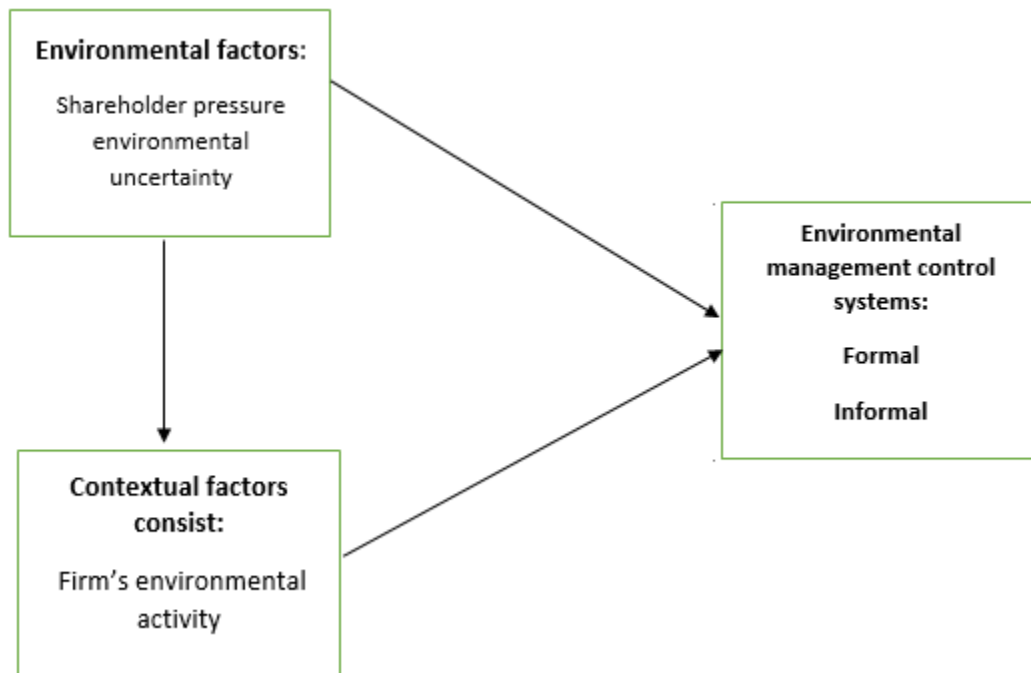 Environmental factors:
Shareholder pressure
environmental
uncertainty
Environmental
management control
systems:
Formal
Informal
Contextual factors
consist:
Firm's environmental
activity